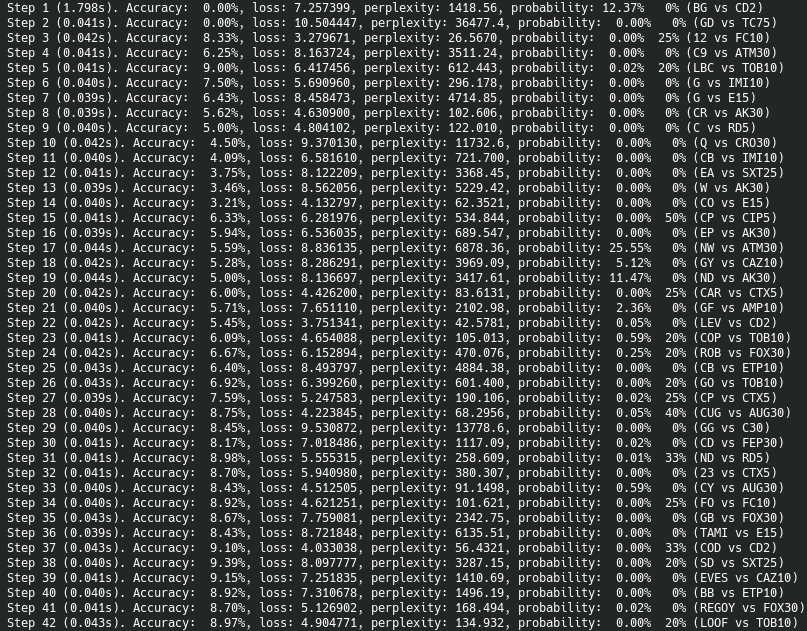 Step 1 (1.798s). Accuracy:  0.00%, loss: 7.257399, perplexity: 1418.56, probability: 12.37%  0% (BG vs CD2)
Step 2 (0.041s). Accuracy:  0.00%, loss: 10.504447, perplexity: 36477.4, probability:  0.00%  0% (GD vs TC75)
Step 3 (0.042s). Accuracy:  8.33%, loss: 3.279671, perplexity: 26.5670, probability:  0.00% 25% (12 vs FC10)
Step 4 (0.041s). Accuracy:  6.25%, loss: 8.163724, perplexity: 3511.24, probability:  0.00%  0% (C9 vs ATM30)
Step 5 (0.041s). Accuracy:  9.00%, loss: 6.417456, perplexity: 612.443, probability:  0.02% 20% (LBC vs TOB10)
Step 6 (0.040s). Accuracy:  7.50%, loss: 5.690960, perplexity: 296.178, probability:  0.00%  0% (G vs IMI10)
Step 7 (0.039s). Accuracy:  6.43%, loss: 8.458473, perplexity: 4714.85, probability:  0.00%  0% (G vs E15)
Step 8 (0.039s). Accuracy:  5.62%, loss: 4.630900, perplexity: 102.606, probability:  0.00%  0% (CR vs AK30)
Step 9 (0.040s). Accuracy:  5.00%, loss: 4.804102, perplexity: 122.010, probability:  0.00%  0% (C vs RD5)
Step 10 (0.042s). Accuracy:  4.50%, loss: 9.370130, perplexity: 11732.6, probability:  0.00%  0% (Q vs CRO30)
Step 11 (0.040s). Accuracy:  4.09%, loss: 6.581610, perplexity: 721.700, probability:  0.00%  0% (CB vs IMI10)
Step 12 (0.041s). Accuracy:  3.75%, loss: 8.122209, perplexity: 3368.45, probability:  0.00%  0% (EA vs SXT25)
Step 13 (0.039s). Accuracy:  3.46%, loss: 8.562056, perplexity: 5229.42, probability:  0.00%  0% (W vs AK30)
Step 14 (0.040s). Accuracy:  3.21%, loss: 4.132797, perplexity: 62.3521, probability:  0.00%  0% (CO vs E15)
Step 15 (0.041s). Accuracy:  6.33%, loss: 6.281976, perplexity: 534.844, probability:  0.00% 50% (CP vs CIP5)
Step 16 (0.039s). Accuracy:  5.94%, loss: 6.536035, perplexity: 689.547, probability:  0.00%  0% (EP vs AK30)
Step 17 (0.044s). Accuracy:  5.59%, loss: 8.836135, perplexity: 6878.36, probability: 25.55%  0% (NW vs ATM30)
Step 18 (0.042s). Accuracy:  5.28%, loss: 8.286291, perplexity: 3969.09, probability:  5.12%  0% (GY vs CAZ10)
Step 19 (0.044s). Accuracy:  5.00%, loss: 8.136697, perplexity: 3417.61, probability: 11.47%  0% (ND vs AK30)
Step 20 (0.042s). Accuracy:  6.00%, loss: 4.426200, perplexity: 83.6131, probability:  0.00% 25% (CAR vs CTX5)
Step 21 (0.040s). Accuracy:  5.71%, loss: 7.651110, perplexity: 2102.98, probability:  2.36%  0% (GF vs AMP10)
Step 22 (0.042s). Accuracy:  5.45%, loss: 3.751341, perplexity: 42.5781, probability:  0.05%  0% (LEV vs CD2)
Step 23 (0.041s). Accuracy:  6.09%, loss: 4.654088, perplexity: 105.013, probability:  0.59% 20% (COP vs TOB10)
Step 24 (0.042s). Accuracy:  6.67%, loss: 6.152894, perplexity: 470.076, probability:  0.25% 20% (ROB vs FOX30)
Step 25 (0.043s). Accuracy:  6.40%, loss: 8.493797, perplexity: 4884.38, probability:  0.00%  0% (CB vs ETP10)
Step 26 (0.043s). Accuracy:  6.92%, loss: 6.399260, perplexity: 601.400, probability:  0.00% 20% (GO vs TOB10)
Step 27 (0.039s). Accuracy:  7.59%, loss: 5.247583, perplexity: 190.106, probability:  0.02% 25% (CP vs CTX5)
Step 28 (0.040s). Accuracy:  8.75%, loss: 4.223845, perplexity: 68.2956, probability:  0.05% 40% (CUG vs AUG30)
Step 29 (0.040s). Accuracy:  8.45%, loss: 9.530872, perplexity: 13778.6, probability:  0.00%  0% (GG vs C30)
Step 30 (0.041s). Accuracy:  8.17%, loss: 7.018486, perplexity: 1117.09, probability:  0.02%  0% (CD vs FEP30)
Step 31 (0.041s). Accuracy:  8.98%, loss: 5.555315, perplexity: 258.609, probability:  0.01% 33% (ND vs RD5)
Step 32 (0.041s). Accuracy:  8.70%, loss: 5.940980, perplexity: 380.307, probability:  0.00%  0% (23 vs CTX5)
Step 33 (0.040s). Accuracy:  8.43%, loss: 4.512505, perplexity: 91.1498, probability:  0.59%  0% (CY vs AUG30)
Step 34 (0.040s). Accuracy:  8.92%, loss: 4.621251, perplexity: 101.621, probability:  0.00% 25% (FO vs FC10)
Step 35 (0.043s). Accuracy:  8.67%, loss: 7.759081, perplexity: 2342.75, probability:  0.00%  0% (GB vs FOX30)
Step 36 (0.039s). Accuracy:  8.43%, loss: 8.721848, perplexity: 6135.51, probability:  0.00%  0% (TAMI vs E15)
Step 37 (0.043s). Accuracy:  9.10%, loss: 4.033038, perplexity: 56.4321, probability:  0.00% 33% (COD vs CD2)
Step 38 (0.040s). Accuracy:  9.39%, loss: 8.097777, perplexity: 3287.15, probability:  0.00% 20% (SD vs SXT25)
Step 39 (0.041s). Accuracy:  9.15%, loss: 7.251835, perplexity: 1410.69, probability:  0.00%  0% (EVES vs CAZ10)
Step 40 (0.040s). Accuracy:  8.92%, loss: 7.310678, perplexity: 1496.19, probability:  0.00%  0% (BB vs ETP10)
Step 41 (0.041s). Accuracy:  8.70%, loss: 5.126902, perplexity: 168.494, probability:  0.02%  0% (REGOY vs FOX30)
Step 42 (0.043s). Accuracy:  8.97%, loss: 4.904771, perplexity: 134.932, probability:  0.00% 20% (LOOF vs TOB10)